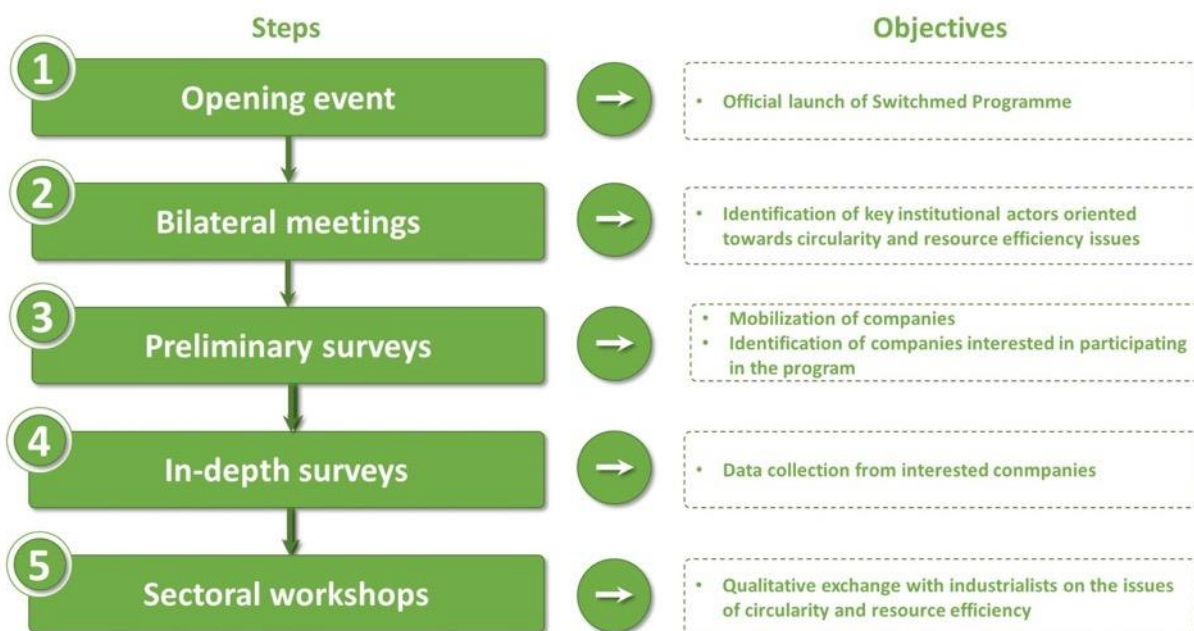 Steps
Objectives
1
Opening event
• Official launch of Switchmed Programme
2
Bilateral meetings
• Identification of key institutional actors oriented
towards circularity and resource efficiency issues
3
Preliminary surveys
• Mobilization of companies
• Identification of companies interested in participating
in the program
4
In-depth surveys
• Data collection from interested conmpanies
5
Sectoral workshops
• Qualitative exchange with industrialists on the issues
of circularity and resource efficiency